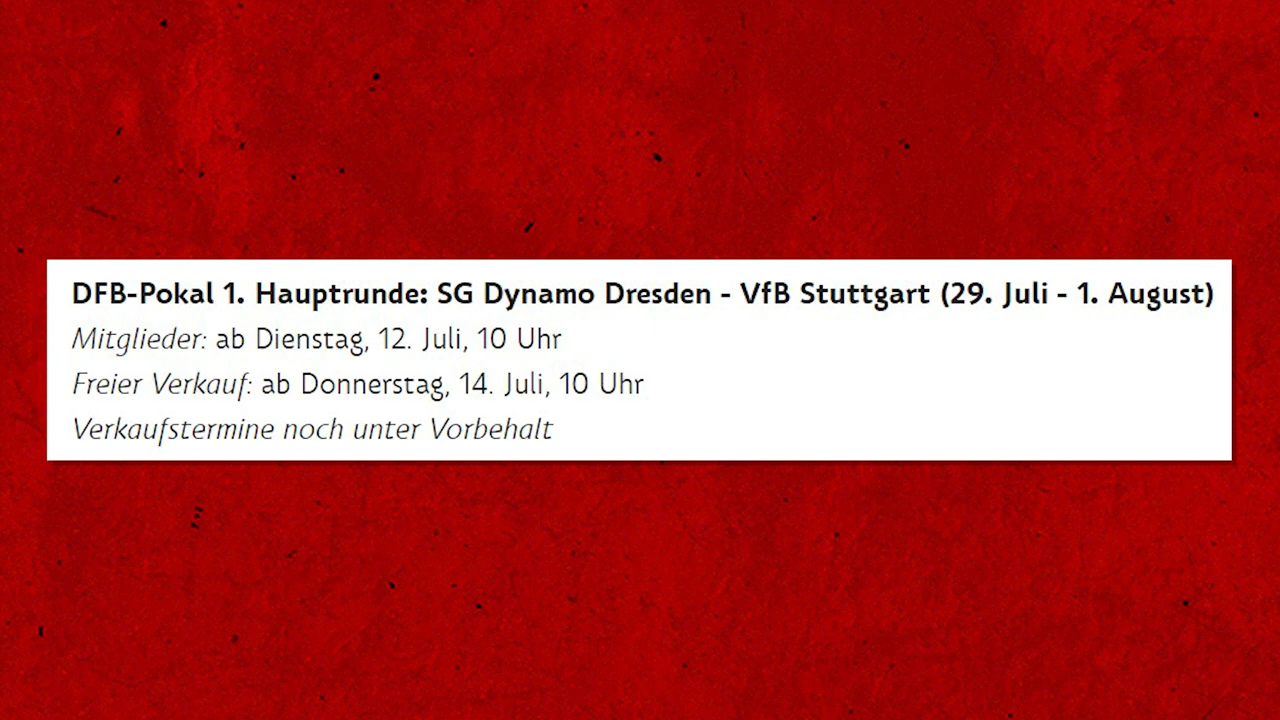 DFB-Pokal 1. Hauptrunde: SG Dynamo Dresden - VfB Stuttgart (29. Juli - 1. August)
Mitglieder: ab Dienstag, 12. Juli, 10 Uhr
Freier Verkauf: ab Donnerstag, 14. Juli, 10 Uhr
Verkaufstermine noch unter Vorbehalt